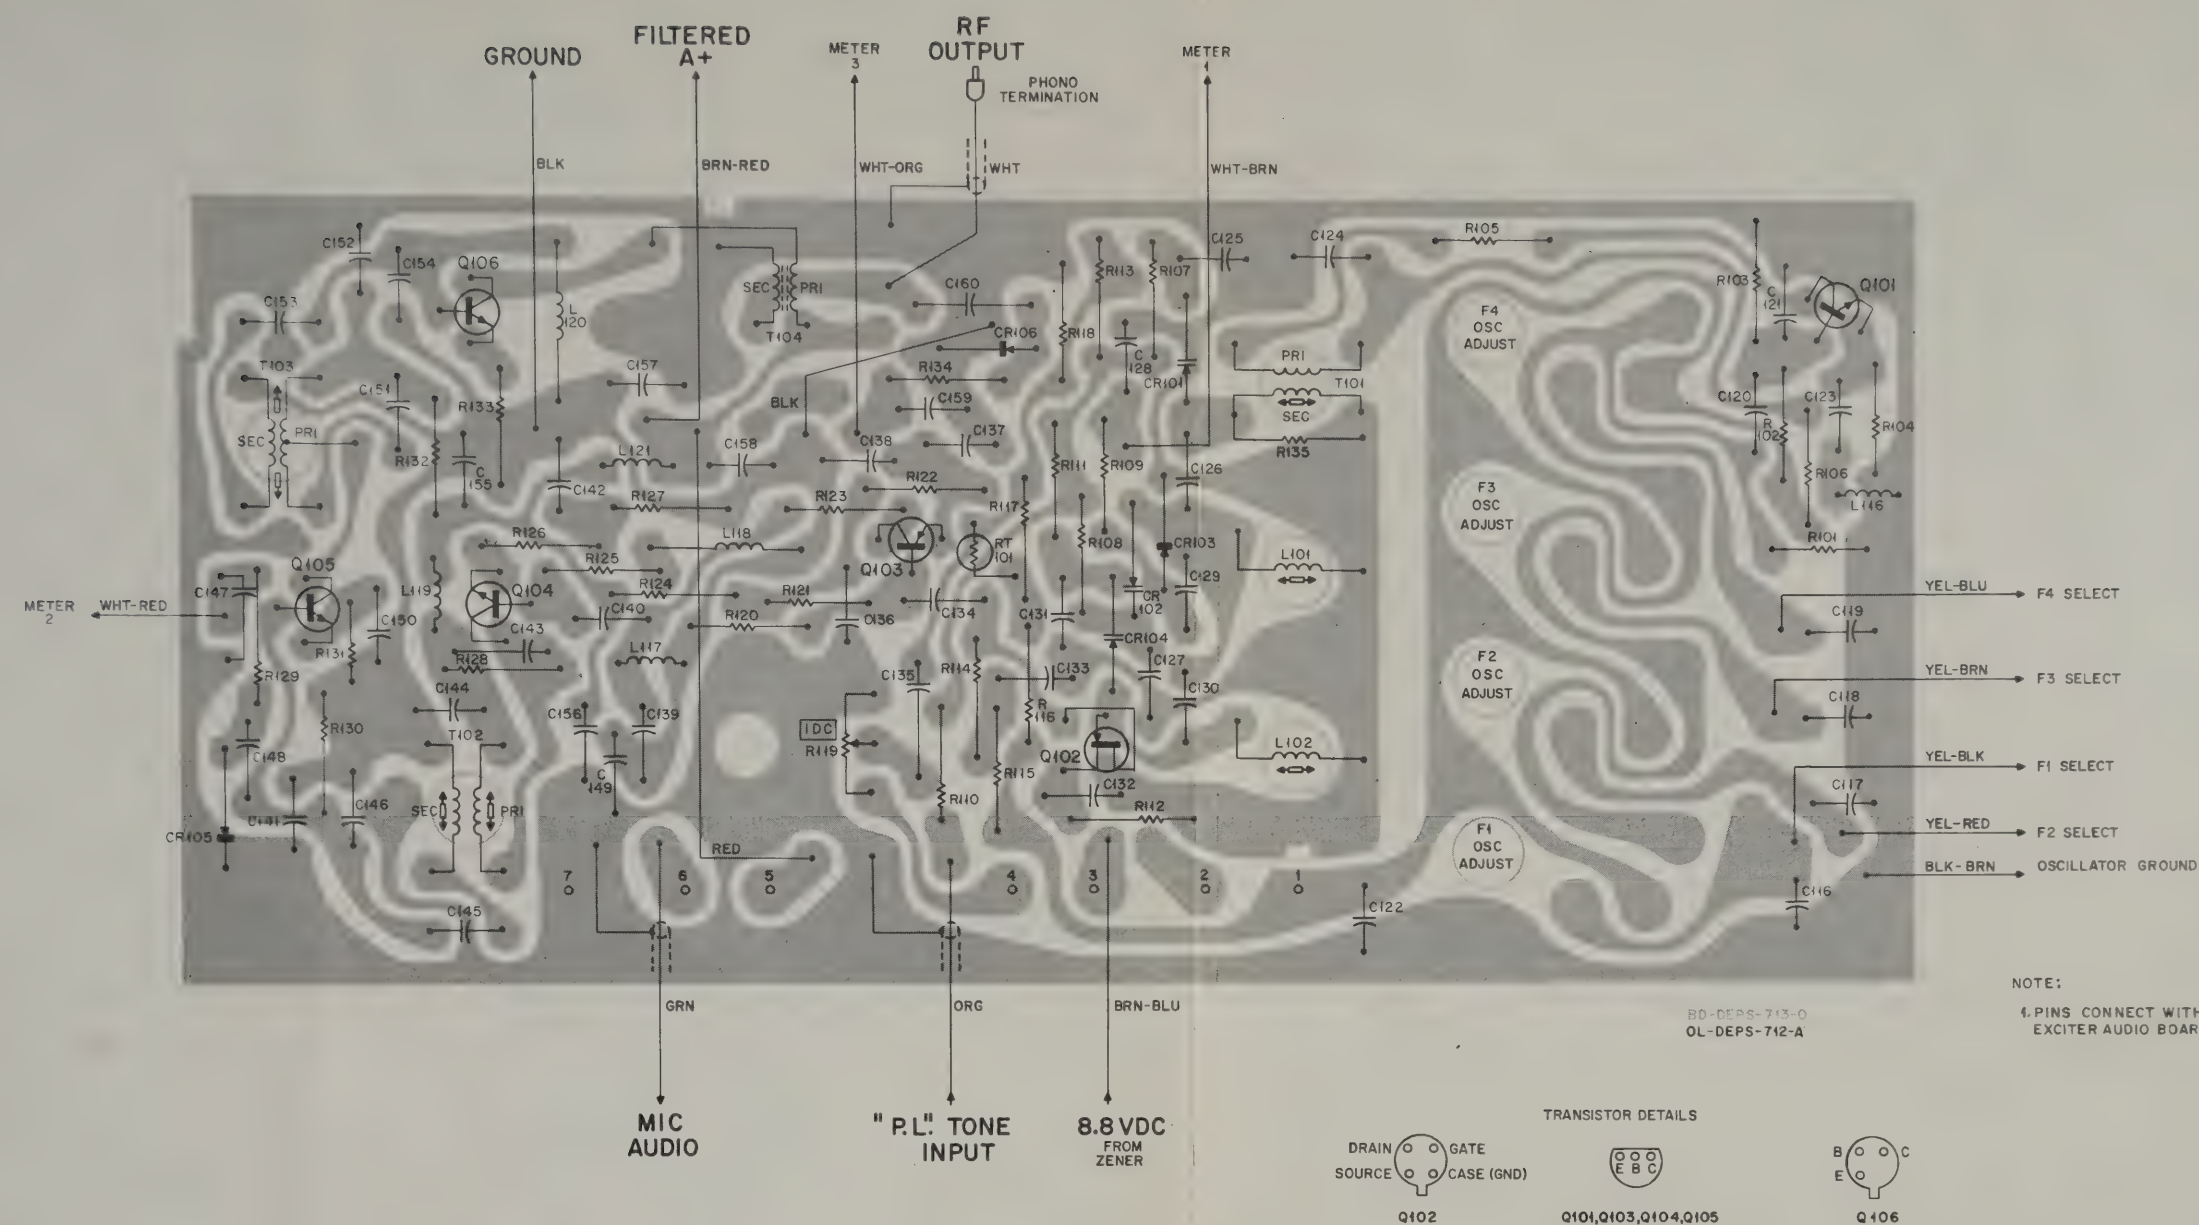 GROUND
FILTERED
A+
METER
3
RF
OUTPUT
METER
1
PHONO
TERMINATION
BLK
BRN-RED
WHT-ORG
WHT
WHT-BRN
C152
C154
Q106
C153
L
120
SEC
PRI
T104
C160
CR106
R118
R113
R107
C125
C124
R105
C
128
CR101
PRI
T101
SEC
R135
F4
OSC
ADJUST
R103
C
121
Q101
T103
C151
R133
C157
R134
C159
BLK
C120
R
102
C123
R104
SEC
PRI
R132
C
155
L121
C158
C138
C137
R111
R109
C126
R106
L116
C142
R127
R123
R122
R117
F3
OSC
ADJUST
R126
L118
Q103
RT
101
R108
CR103
L101
R101
Q105
R125
C147
L119
Q104
R124
R121
C129
CR
102
METER
2
WHT-RED
C150
C140
R120
C136
C134
C131
YEL-BLU
F4 SELECT
C119
C143
R131
R128
L117
CR104
F2
OSC
ADJUST
R129
C135
R114
C133
C127
C130
YEL-BRN
F3 SELECT
C144
C156
C139
R
116
C118
R130
T102
IDC
R119
Q102
L102
C148
C
149
R115
YEL-BLK
F1 SELECT
SEC
PRI
C141
C146
R110
C132
R112
C117
CR105
RED
F1
OSC
ADJUST
YEL-RED
F2 SELECT
BLK-BRN
OSCILLATOR GROUND
7
6
5
4
3
2
1
C145
C122
C116
GRN
ORG
BRN-BLU
NOTE:
1. PINS CONNECT WITH
EXCITER AUDIO BOAR
BD-DEPS-713-O
OL-DEPS-712-A
MIC
AUDIO
"P.L". TONE
INPUT
8.8 VDC
FROM
ZENER
TRANSISTOR DETAILS
DRAIN
GATE
SOURCE
CASE (GND)
E B C
B
C
E
Q102
Q101,Q103,Q104,Q105
Q106